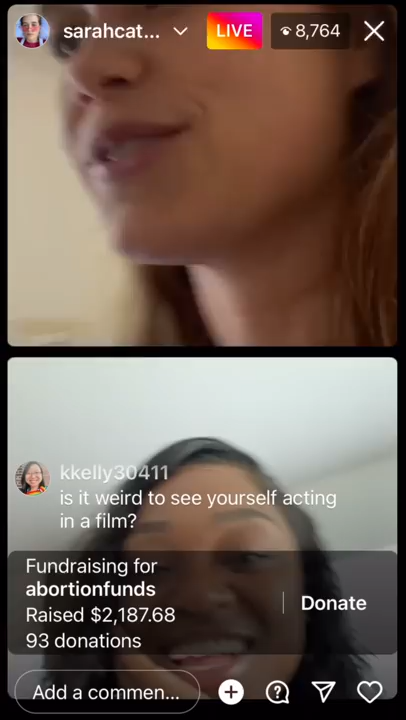 sarahcat...
LIVE
8,764
kkelly30411
is it weird to see yourself acting
in a film?
Fundraising for
abortionfunds
Raised $2,187.68
93 donations
Donate
Add a commen...